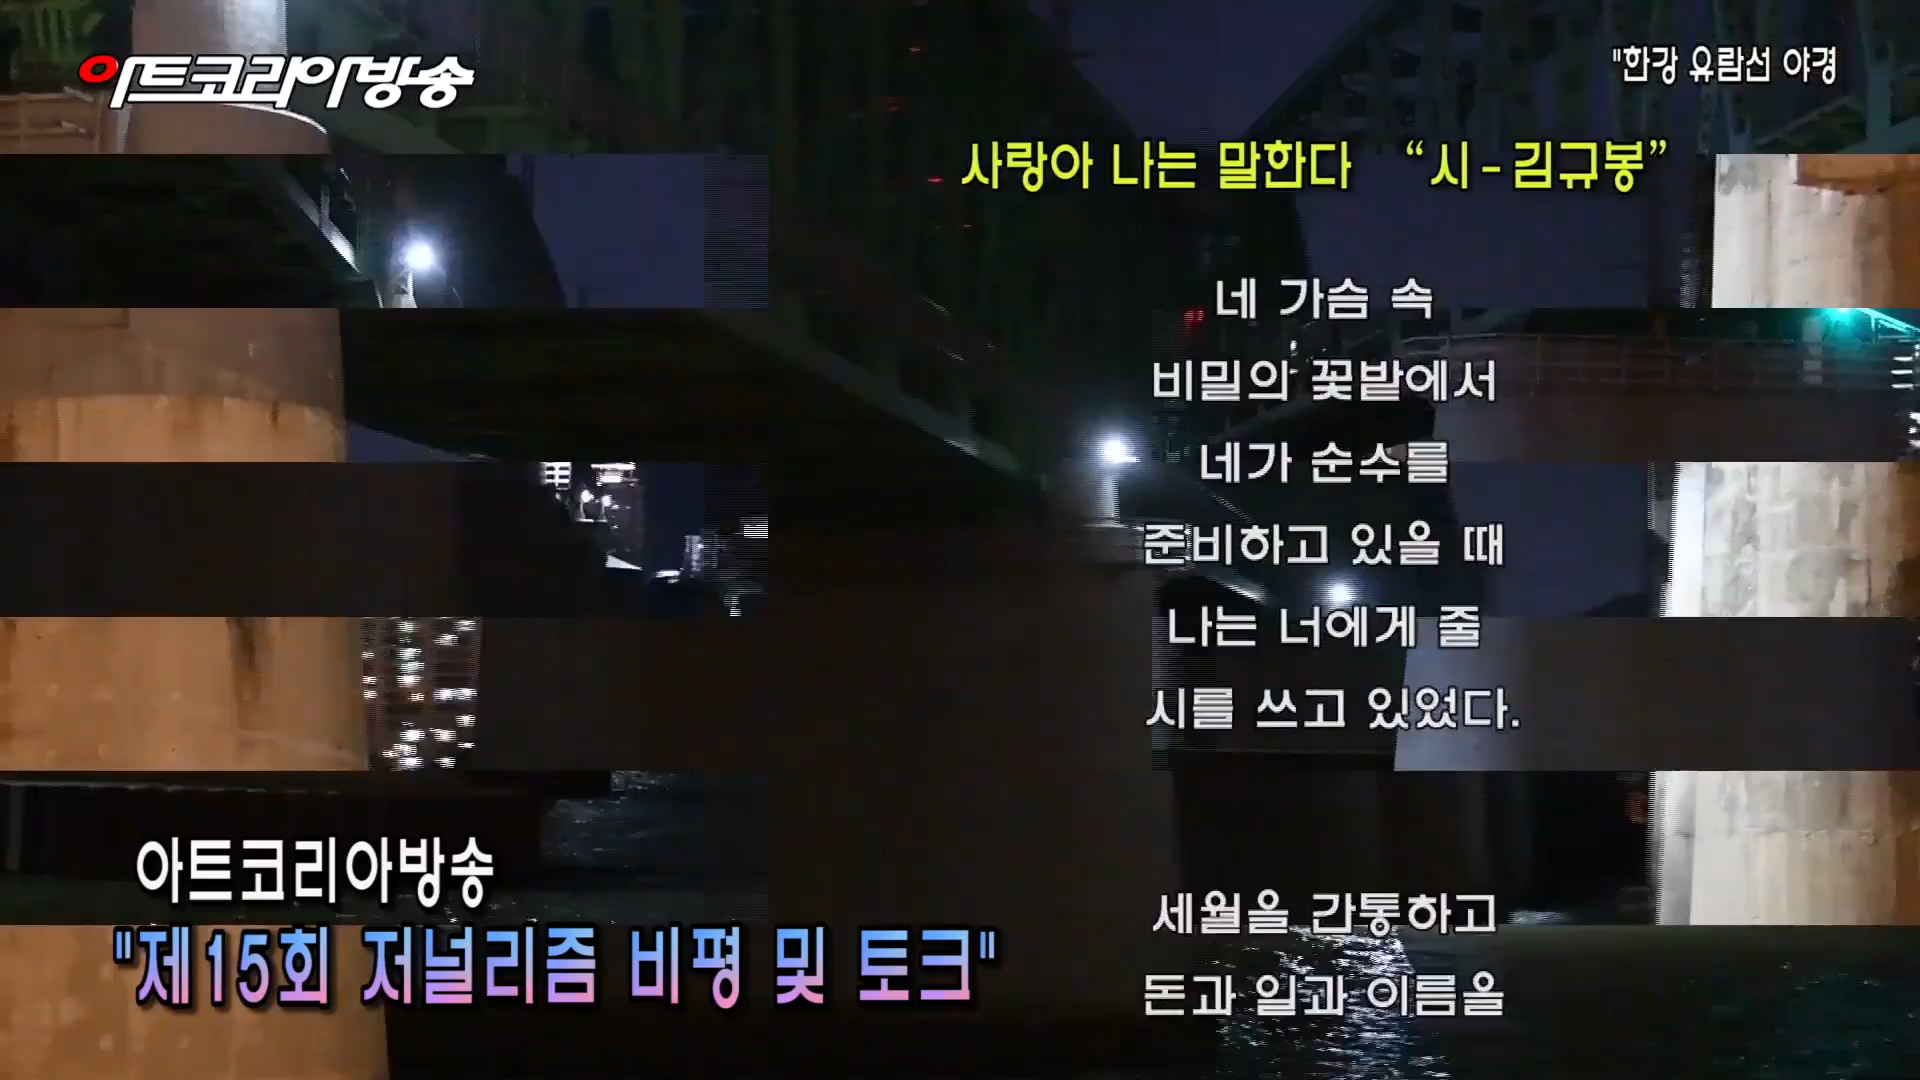 아트코리아방송
"한강 유람선 야경
사랑아 나는 말한다 “시-김규봉”
네 가슴 속
비밀의 꽃밭에서
네가 순수를
준비하고 있을 때
나는 너에게 줄
시를 쓰고 있었다.
세월을 간통하고
돈과 일과 이름을
아트코리아방송
"제15회 저널리즘 비평 및 토크"